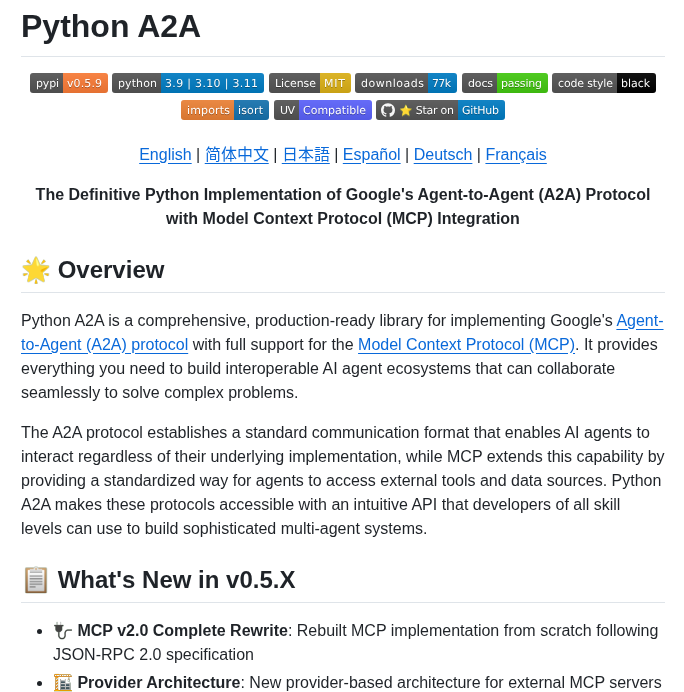 Python A2A
pypi v0.5.9 python 3.9 | 3.10 | 3.11 License MIT downloads 77k docs passing code style black
imports isort UV Compatible ⭐ Star on GitHub
English | 简体中文 | 日本語 | Español | Deutsch | Français
The Definitive Python Implementation of Google's Agent-to-Agent (A2A) Protocol
with Model Context Protocol (MCP) Integration
🌟 Overview
Python A2A is a comprehensive, production-ready library for implementing Google's Agent-
to-Agent (A2A) protocol with full support for the Model Context Protocol (MCP). It provides
everything you need to build interoperable AI agent ecosystems that can collaborate
seamlessly to solve complex problems.
The A2A protocol establishes a standard communication format that enables AI agents to
interact regardless of their underlying implementation, while MCP extends this capability by
providing a standardized way for agents to access external tools and data sources. Python
A2A makes these protocols accessible with an intuitive API that developers of all skill
levels can use to build sophisticated multi-agent systems.
📋 What's New in v0.5.X
• 🔌 MCP v2.0 Complete Rewrite: Rebuilt MCP implementation from scratch following
JSON-RPC 2.0 specification
• 🏗️ Provider Architecture: New provider-based architecture for external MCP servers